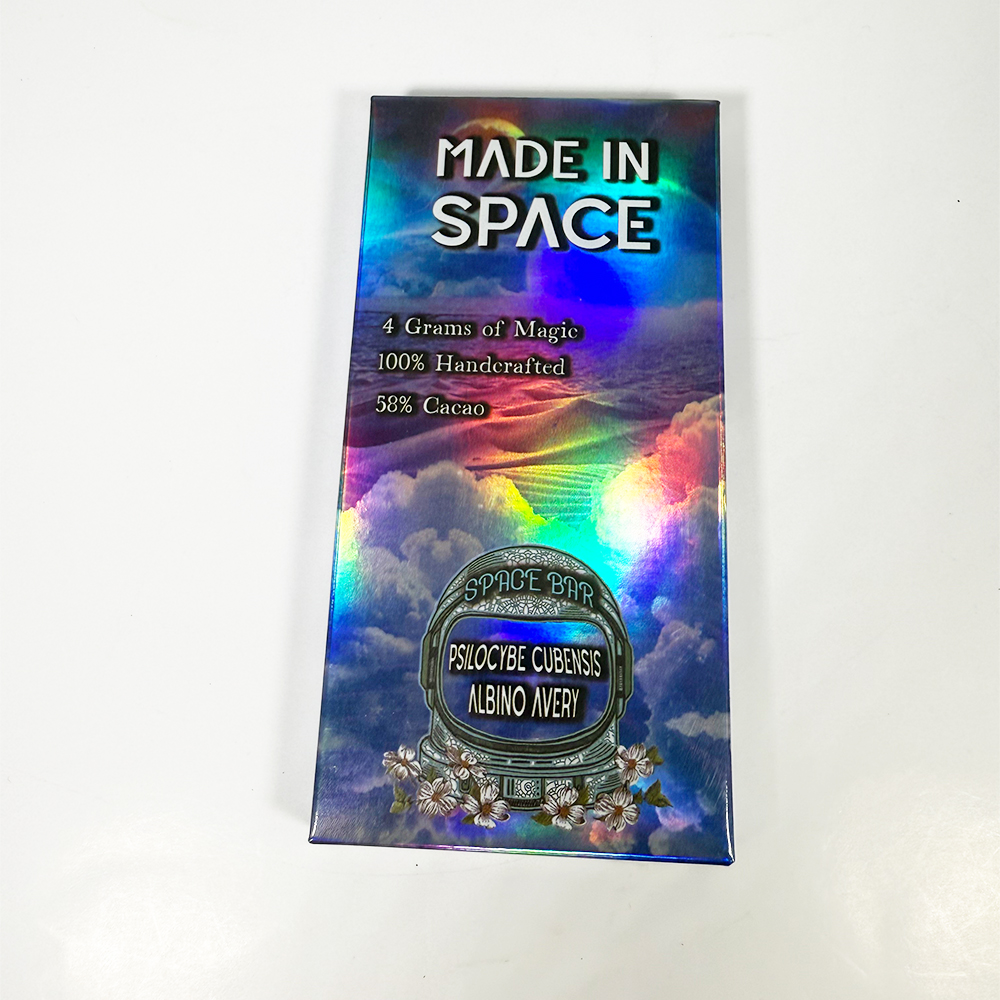 MADE IN
SPACE
4 Grams of Magic
100% Handcrafted
58% Cacao
SPACE BAR
PSILOCYBE CUBENSIS
ALBINO AVERY